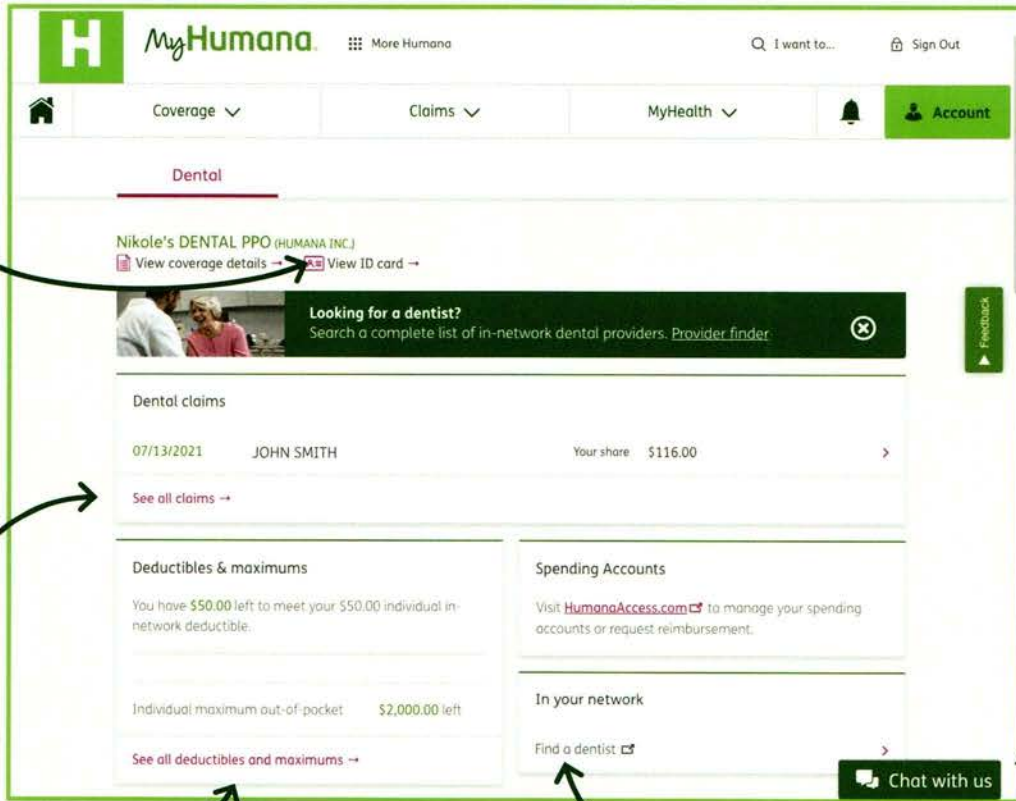 H
MyHumana.
More Humana
I want to...
Sign Out
Coverage
Claims
MyHealth
Account
Dental
Nikole's DENTAL PPO (HUMANA INC.)
View coverage details → View ID card →
Looking for a dentist?
Search a complete list of in-network dental providers. Provider finder
Feedback
Dental claims
07/13/2021 JOHN SMITH Your share $116.00
See all claims →
Deductibles & maximums
You have $50.00 left to meet your $50.00 individual in-
network deductible.
Individual maximum out-of-pocket $2,000.00 left
See all deductibles and maximums →
Spending Accounts
Visit HumanaAccess.com to manage your spending
accounts or request reimbursement.
In your network
Find a dentist
Chat with us